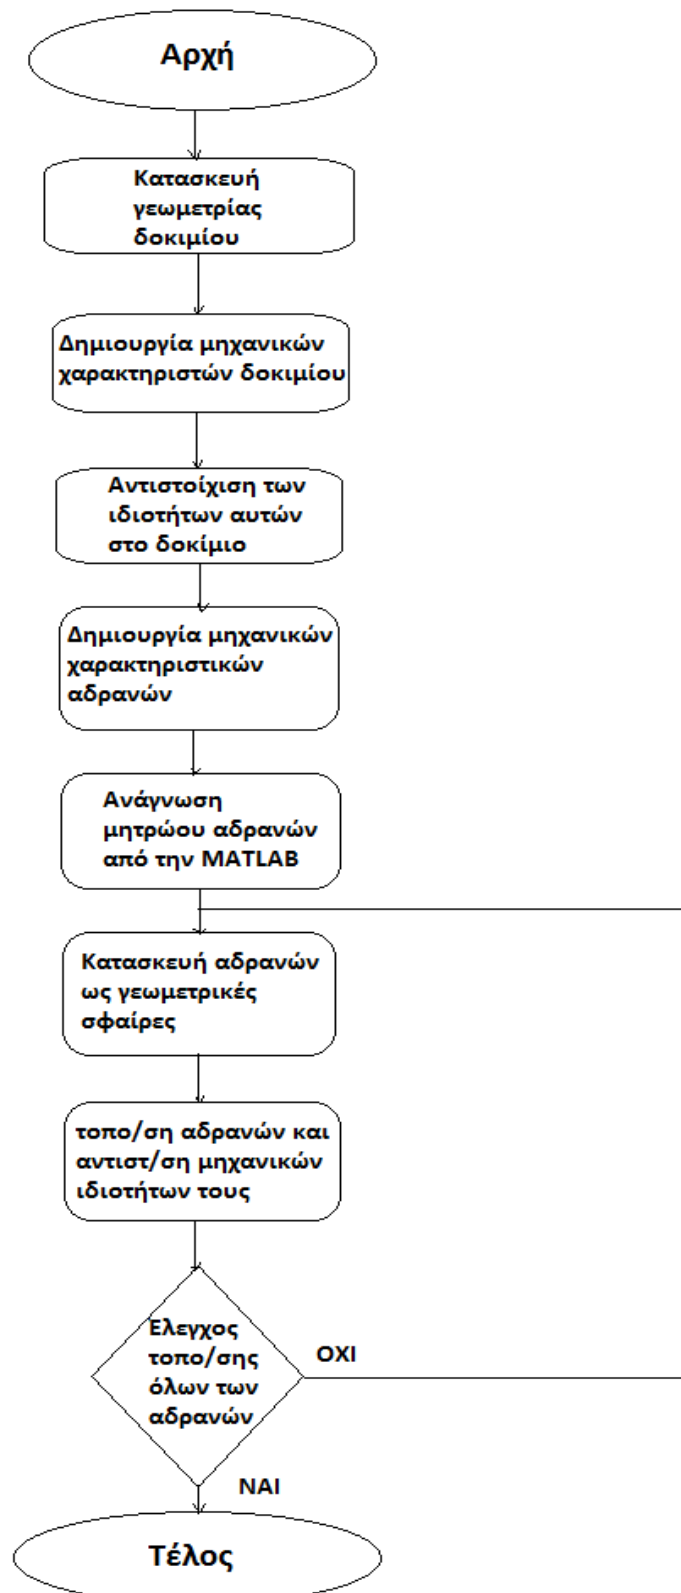 Αρχή
Κατασκευή
γεωμετρίας
δοκιμίου
Δημιουργία μηχανικών
χαρακτηριστών δοκιμίου
Αντιστοίχιση των
ιδιοτήτων αυτών
στο δοκίμιο
Δημιουργία μηχανικών
χαρακτηριστικών
αδρανών
Ανάγνωση
μητρώου αδρανών
από την MATLAB
Κατασκευή αδρανών
ως γεωμετρικές
σφαίρες
τοπο/ση αδρανών και
αντιστ/ση μηχανικών
ιδιοτήτων τους
Έλεγχος
τοπο/σης
όλων των
αδρανών
ΟΧΙ
ΝΑΙ
Τέλος